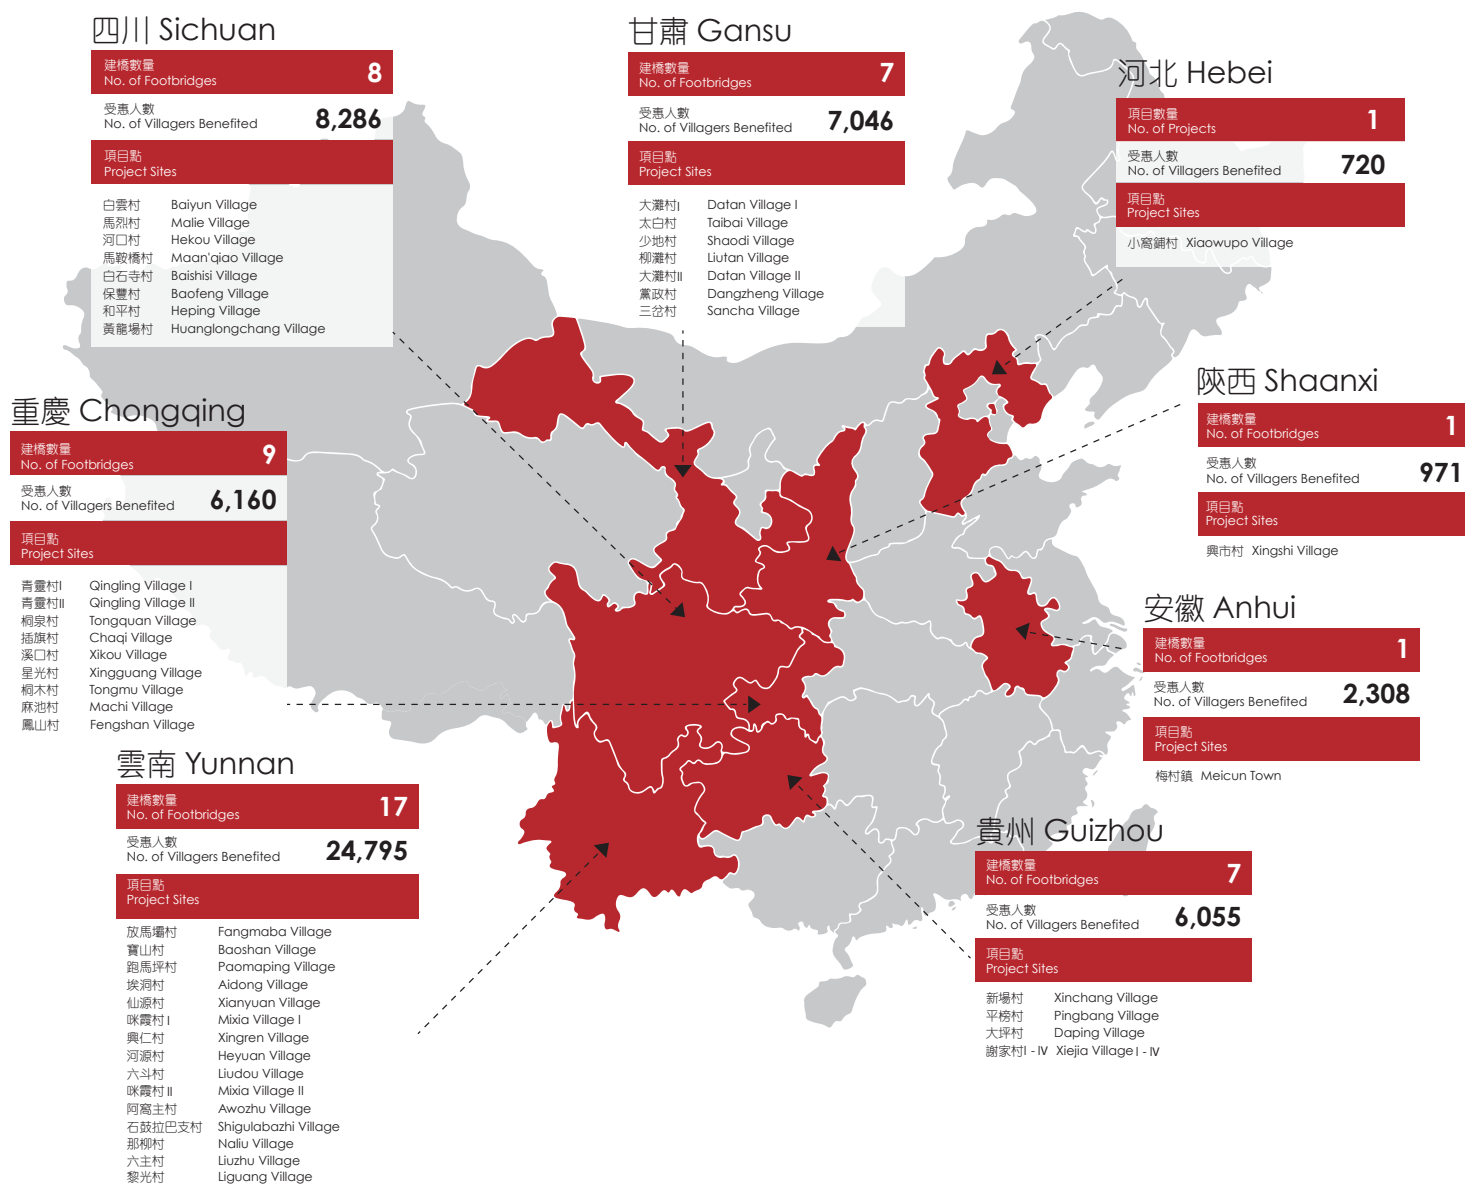 四川 Sichuan
建橋數量
No. of Footbridges 8
受惠人數
No. of Villagers Benefited 8,286
項目點
Project Sites
白雲村 Baiyun Village
馬烈村 Malie Village
河口村 Hekou Village
馬鞍橋村 Maan'qiao Village
白石寺村 Baishisi Village
保豐村 Baofeng Village
和平村 Heping Village
黃龍場村 Huanglongchang Village
甘肅 Gansu
建橋數量
No. of Footbridges 7
受惠人數
No. of Villagers Benefited 7,046
項目點
Project Sites
大灘村I Datan Village I
太白村 Taibai Village
少地村 Shaodi Village
柳灘村 Liutan Village
大灘村II Datan Village II
黨政村 Dangzheng Village
三岔村 Sancha Village
河北 Hebei
項目數量
No. of Projects 1
受惠人數
No. of Villagers Benefited 720
項目點
Project Sites
小窩鋪村 Xiaowupo Village
陝西 Shaanxi
建橋數量
No. of Footbridges 1
受惠人數
No. of Villagers Benefited 971
項目點
Project Sites
興市村 Xingshi Village
重慶 Chongqing
建橋數量
No. of Footbridges 9
受惠人數
No. of Villagers Benefited 6,160
項目點
Project Sites
青靈村I Qingling Village I
青靈村II Qingling Village II
桐泉村 Tongquan Village
插旗村 Chaqi Village
溪口村 Xikou Village
星光村 Xingguang Village
桐木村 Tongmu Village
麻池村 Machi Village
鳳山村 Fengshan Village
安徽 Anhui
建橋數量
No. of Footbridges 1
受惠人數
No. of Villagers Benefited 2,308
項目點
Project Sites
梅村鎮 Meicun Town
雲南 Yunnan
建橋數量
No. of Footbridges 17
受惠人數
No. of Villagers Benefited 24,795
項目點
Project Sites
放馬壩村 Fangmaba Village
寶山村 Baoshan Village
跑馬坪村 Paomaping Village
埃洞村 Aidong Village
仙源村 Xianyuan Village
咪霞村 I Mixia Village I
興仁村 Xingren Village
河源村 Heyuan Village
六斗村 Liudou Village
咪霞村 II Mixia Village II
阿窩主村 Awozhu Village
石鼓拉巴支村 Shigulabazhi Village
那柳村 Naliu Village
六主村 Liuzhu Village
黎光村 Liguang Village
貴州 Guizhou
建橋數量
No. of Footbridges 7
受惠人數
No. of Villagers Benefited 6,055
項目點
Project Sites
新場村 Xinchang Village
平榜村 Pingbang Village
大坪村 Daping Village
謝家村I - IV Xiejia Village I - IV